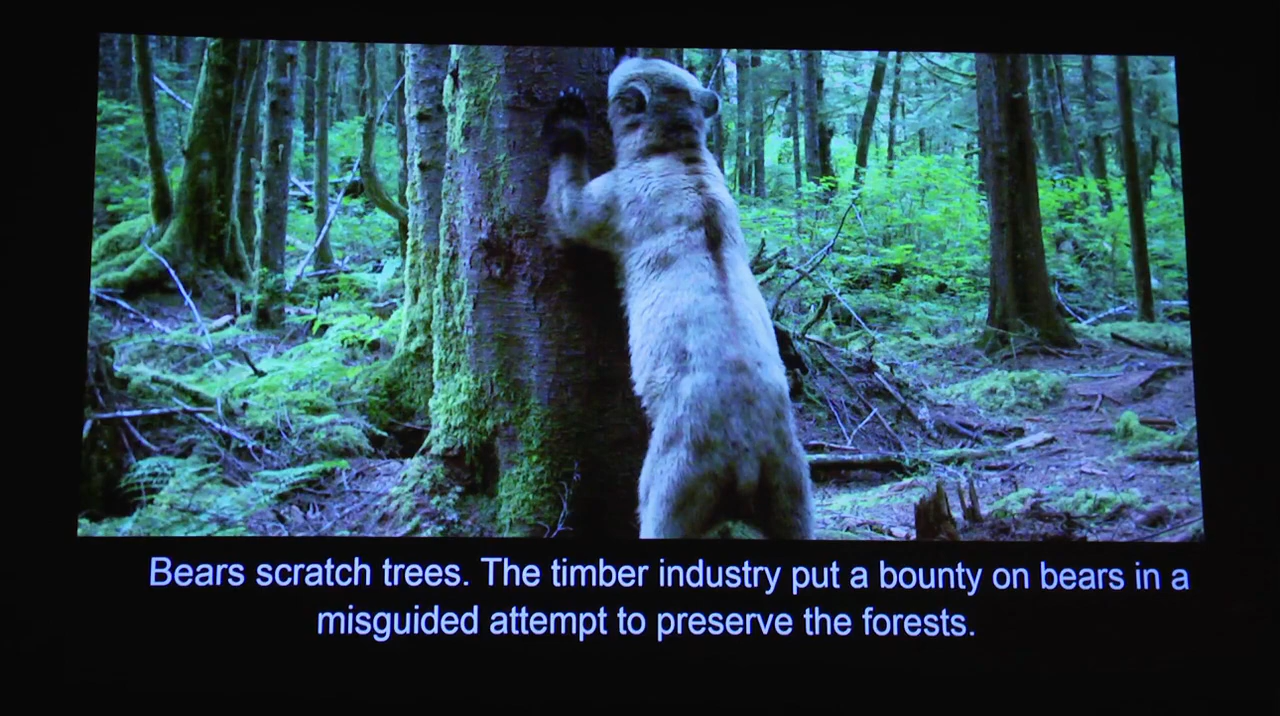 Bears scratch trees. The timber industry put a bounty on bears in a
misguided attempt to preserve the forests.